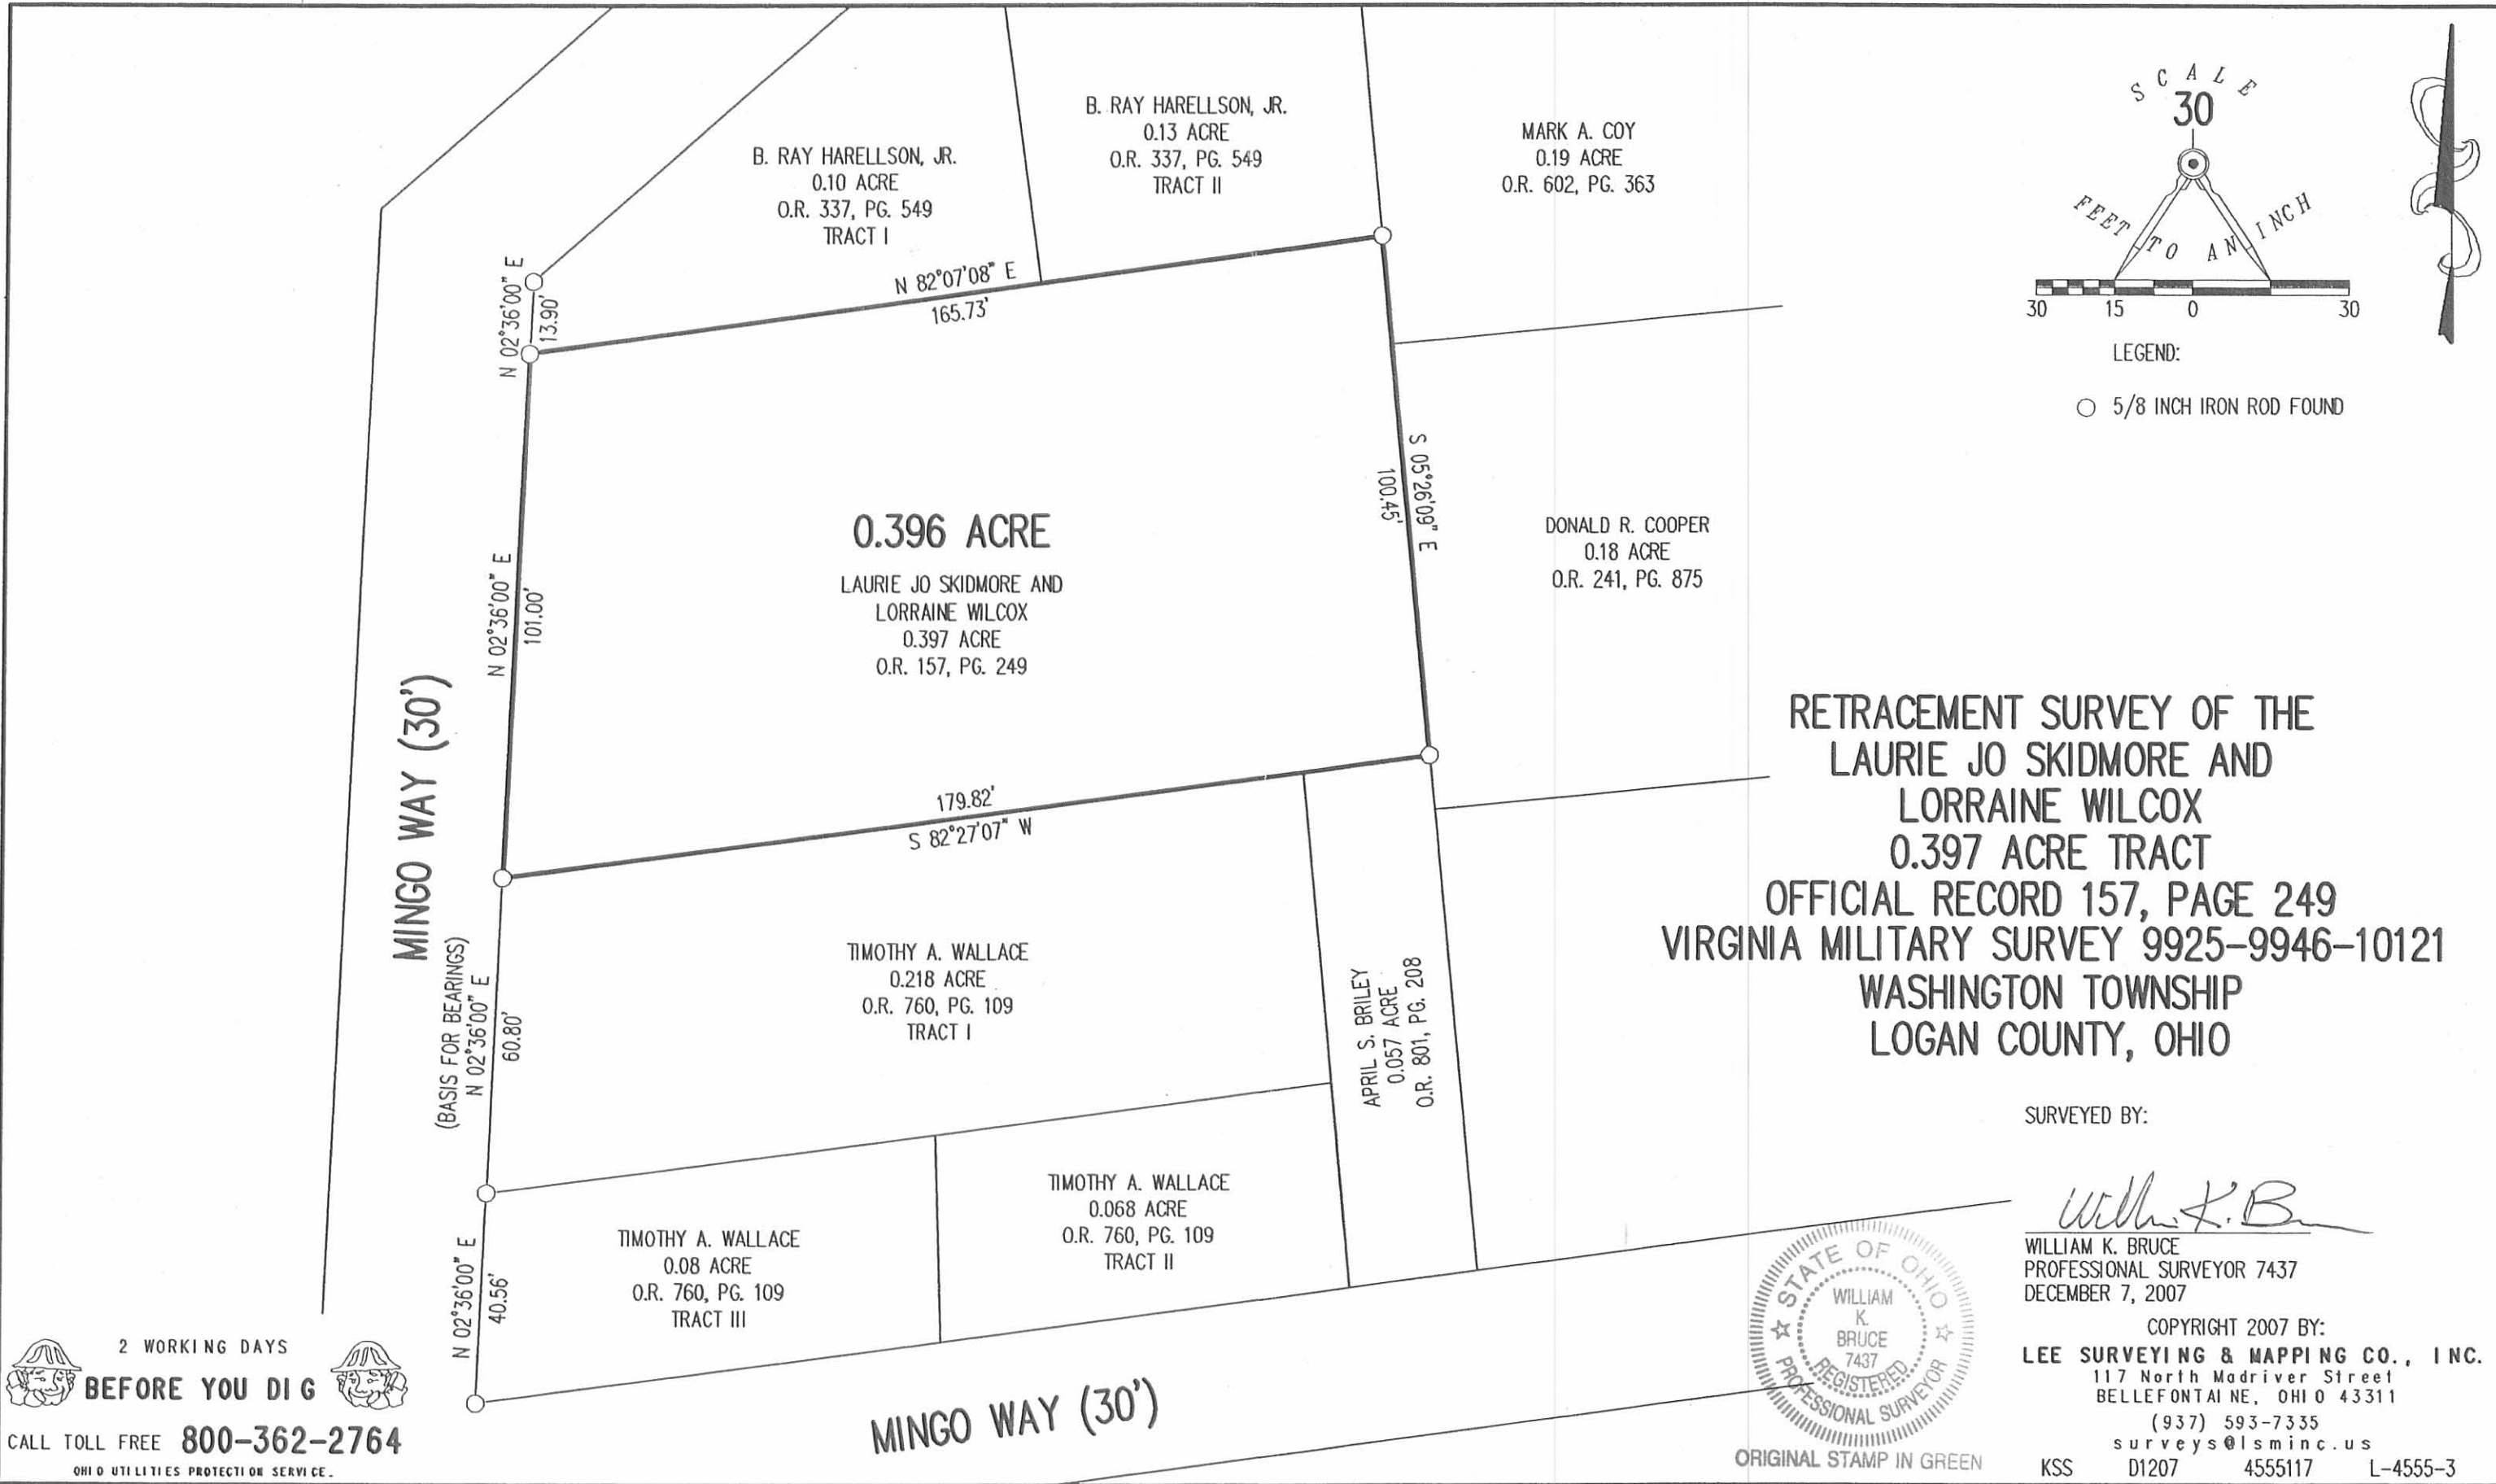 B. RAY HARELLSON, JR.
0.10 ACRE
O.R. 337, PG. 549
TRACT I
B. RAY HARELLSON, JR.
0.13 ACRE
O.R. 337, PG. 549
TRACT II
MARK A. COY
0.19 ACRE
O.R. 602, PG. 363
SCALE
30
FEET TO AN INCH
30 15 0 30
LEGEND:
5/8 INCH IRON ROD FOUND
N 02°36'00" E
13.90'
N 82°07'08" E
165.73'
S 05°26'09" E
100.45'
N 02°36'00" E
101.00'
0.396 ACRE
LAURIE JO SKIDMORE AND
LORRAINE WILCOX
0.397 ACRE
O.R. 157, PG. 249
DONALD R. COOPER
0.18 ACRE
O.R. 241, PG. 875
MINGO WAY (30')
179.82'
S 82°27'07" W
(BASIS FOR BEARINGS)
N 02°36'00" E
60.80'
TIMOTHY A. WALLACE
0.218 ACRE
O.R. 760, PG. 109
TRACT I
APRIL S. BRILEY
0.057 ACRE
O.R. 801, PG. 208
N 02°36'00" E
40.56'
TIMOTHY A. WALLACE
0.08 ACRE
O.R. 760, PG. 109
TRACT III
TIMOTHY A. WALLACE
0.068 ACRE
O.R. 760, PG. 109
TRACT II
MINGO WAY (30')
RETRACEMENT SURVEY OF THE
LAURIE JO SKIDMORE AND
LORRAINE WILCOX
0.397 ACRE TRACT
OFFICIAL RECORD 157, PAGE 249
VIRGINIA MILITARY SURVEY 9925-9946-10121
WASHINGTON TOWNSHIP
LOGAN COUNTY, OHIO
SURVEYED BY:
William K. B
WILLIAM K. BRUCE
PROFESSIONAL SURVEYOR 7437
DECEMBER 7, 2007
COPYRIGHT 2007 BY:
LEE SURVEYING & MAPPING CO., INC.
117 North Madriver Street
BELLEFONTAINE, OHIO 43311
(937) 593-7335
surveys@lsminc.us
KSS D1207 4555117 L-4555-3
STATE OF OHIO
WILLIAM
K.
BRUCE
7437
REGISTERED
PROFESSIONAL SURVEYOR
ORIGINAL STAMP IN GREEN
2 WORKING DAYS
BEFORE YOU DIG
CALL TOLL FREE 800-362-2764
OHIO UTILITIES PROTECTION SERVICE.